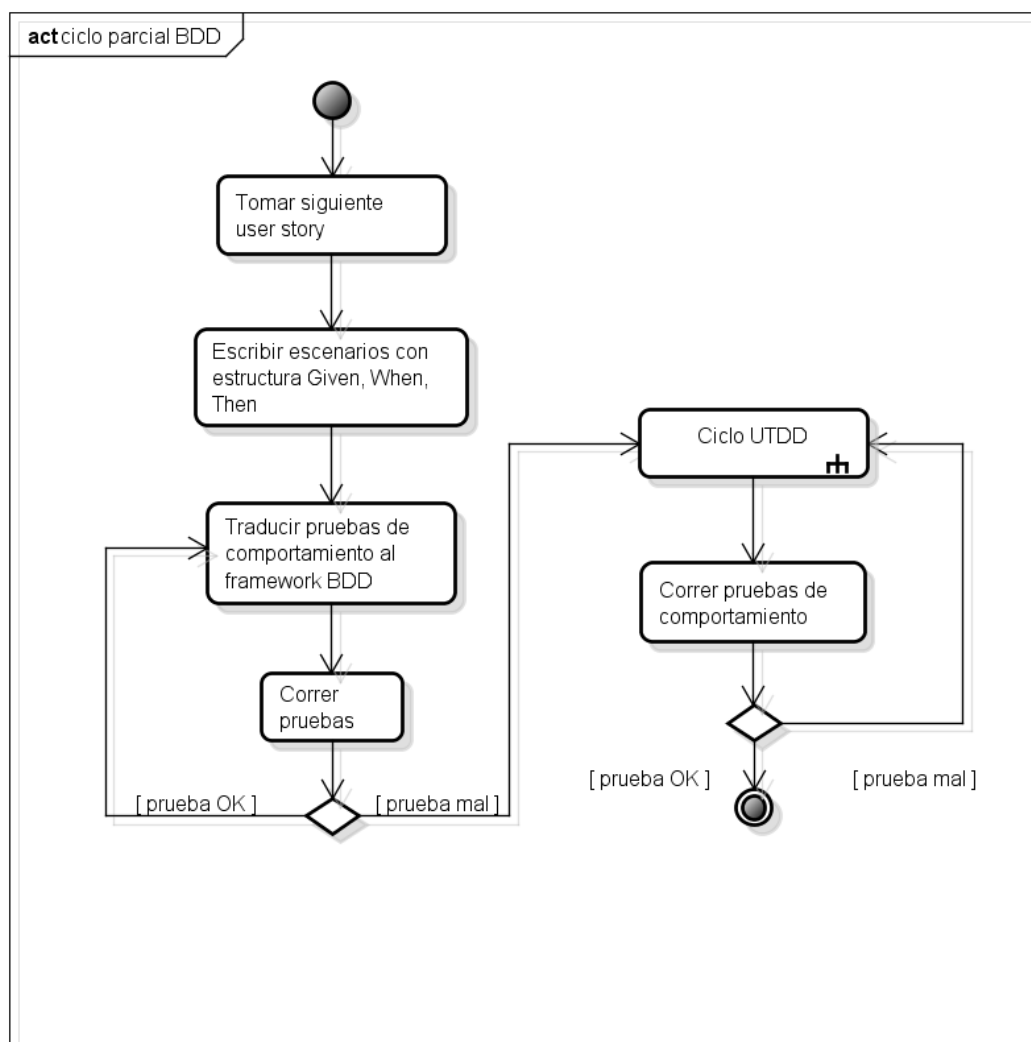 act ciclo parcial BDD
Tomar siguiente
user story
Escribir escenarios con
estructura Given, When,
Then
Traducir pruebas de
comportamiento al
framework BDD
Correr
pruebas
[ prueba OK ]
[ prueba mal ]
Ciclo UTDD
Correr pruebas de
comportamiento
[ prueba OK ]
[ prueba mal ]